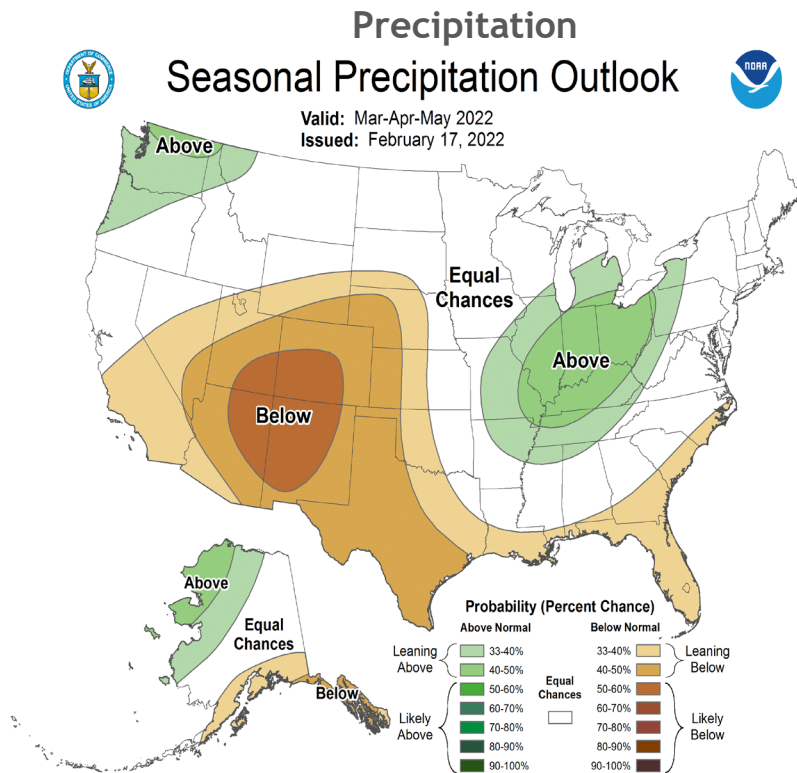 Precipitation
Seasonal Precipitation Outlook
NOAA
Valid: Mar-Apr-May 2022
Issued: February 17, 2022
Above
Equal
Chances
Above
Below
Above
Equal
Chances
Below
Probability (Percent Chance)
Above Normal Below Normal
Leaning
Above
33-40%
40-50%
Likely
Above
50-60%
60-70%
70-80%
80-90%
90-100%
Equal
Chances
33-40%
40-50%
Leaning
Below
50-60%
60-70%
70-80%
80-90%
90-100%
Likely
Below